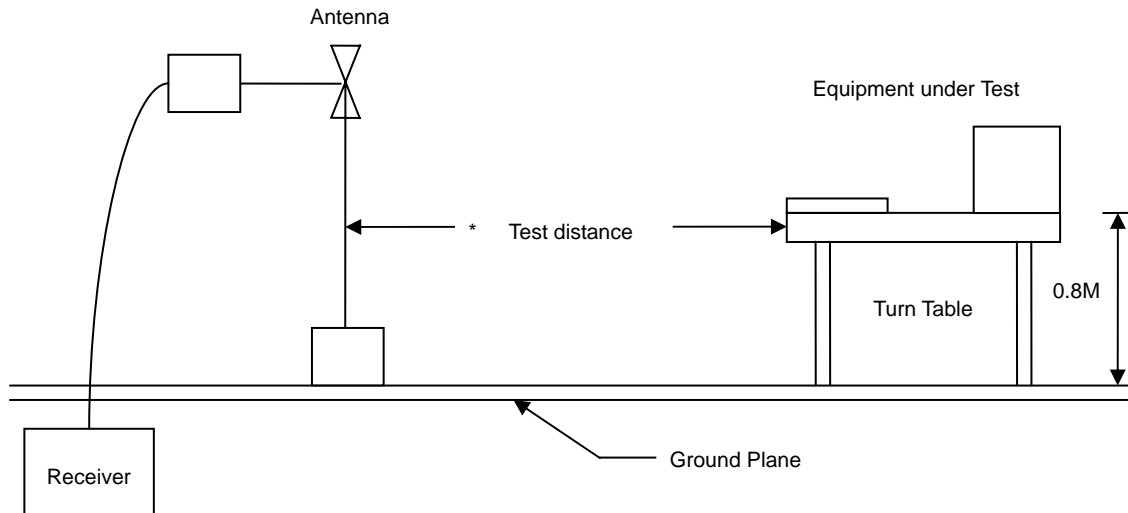 Antenna
Equipment under Test
* Test distance
Turn Table
0.8M
Ground Plane
Receiver